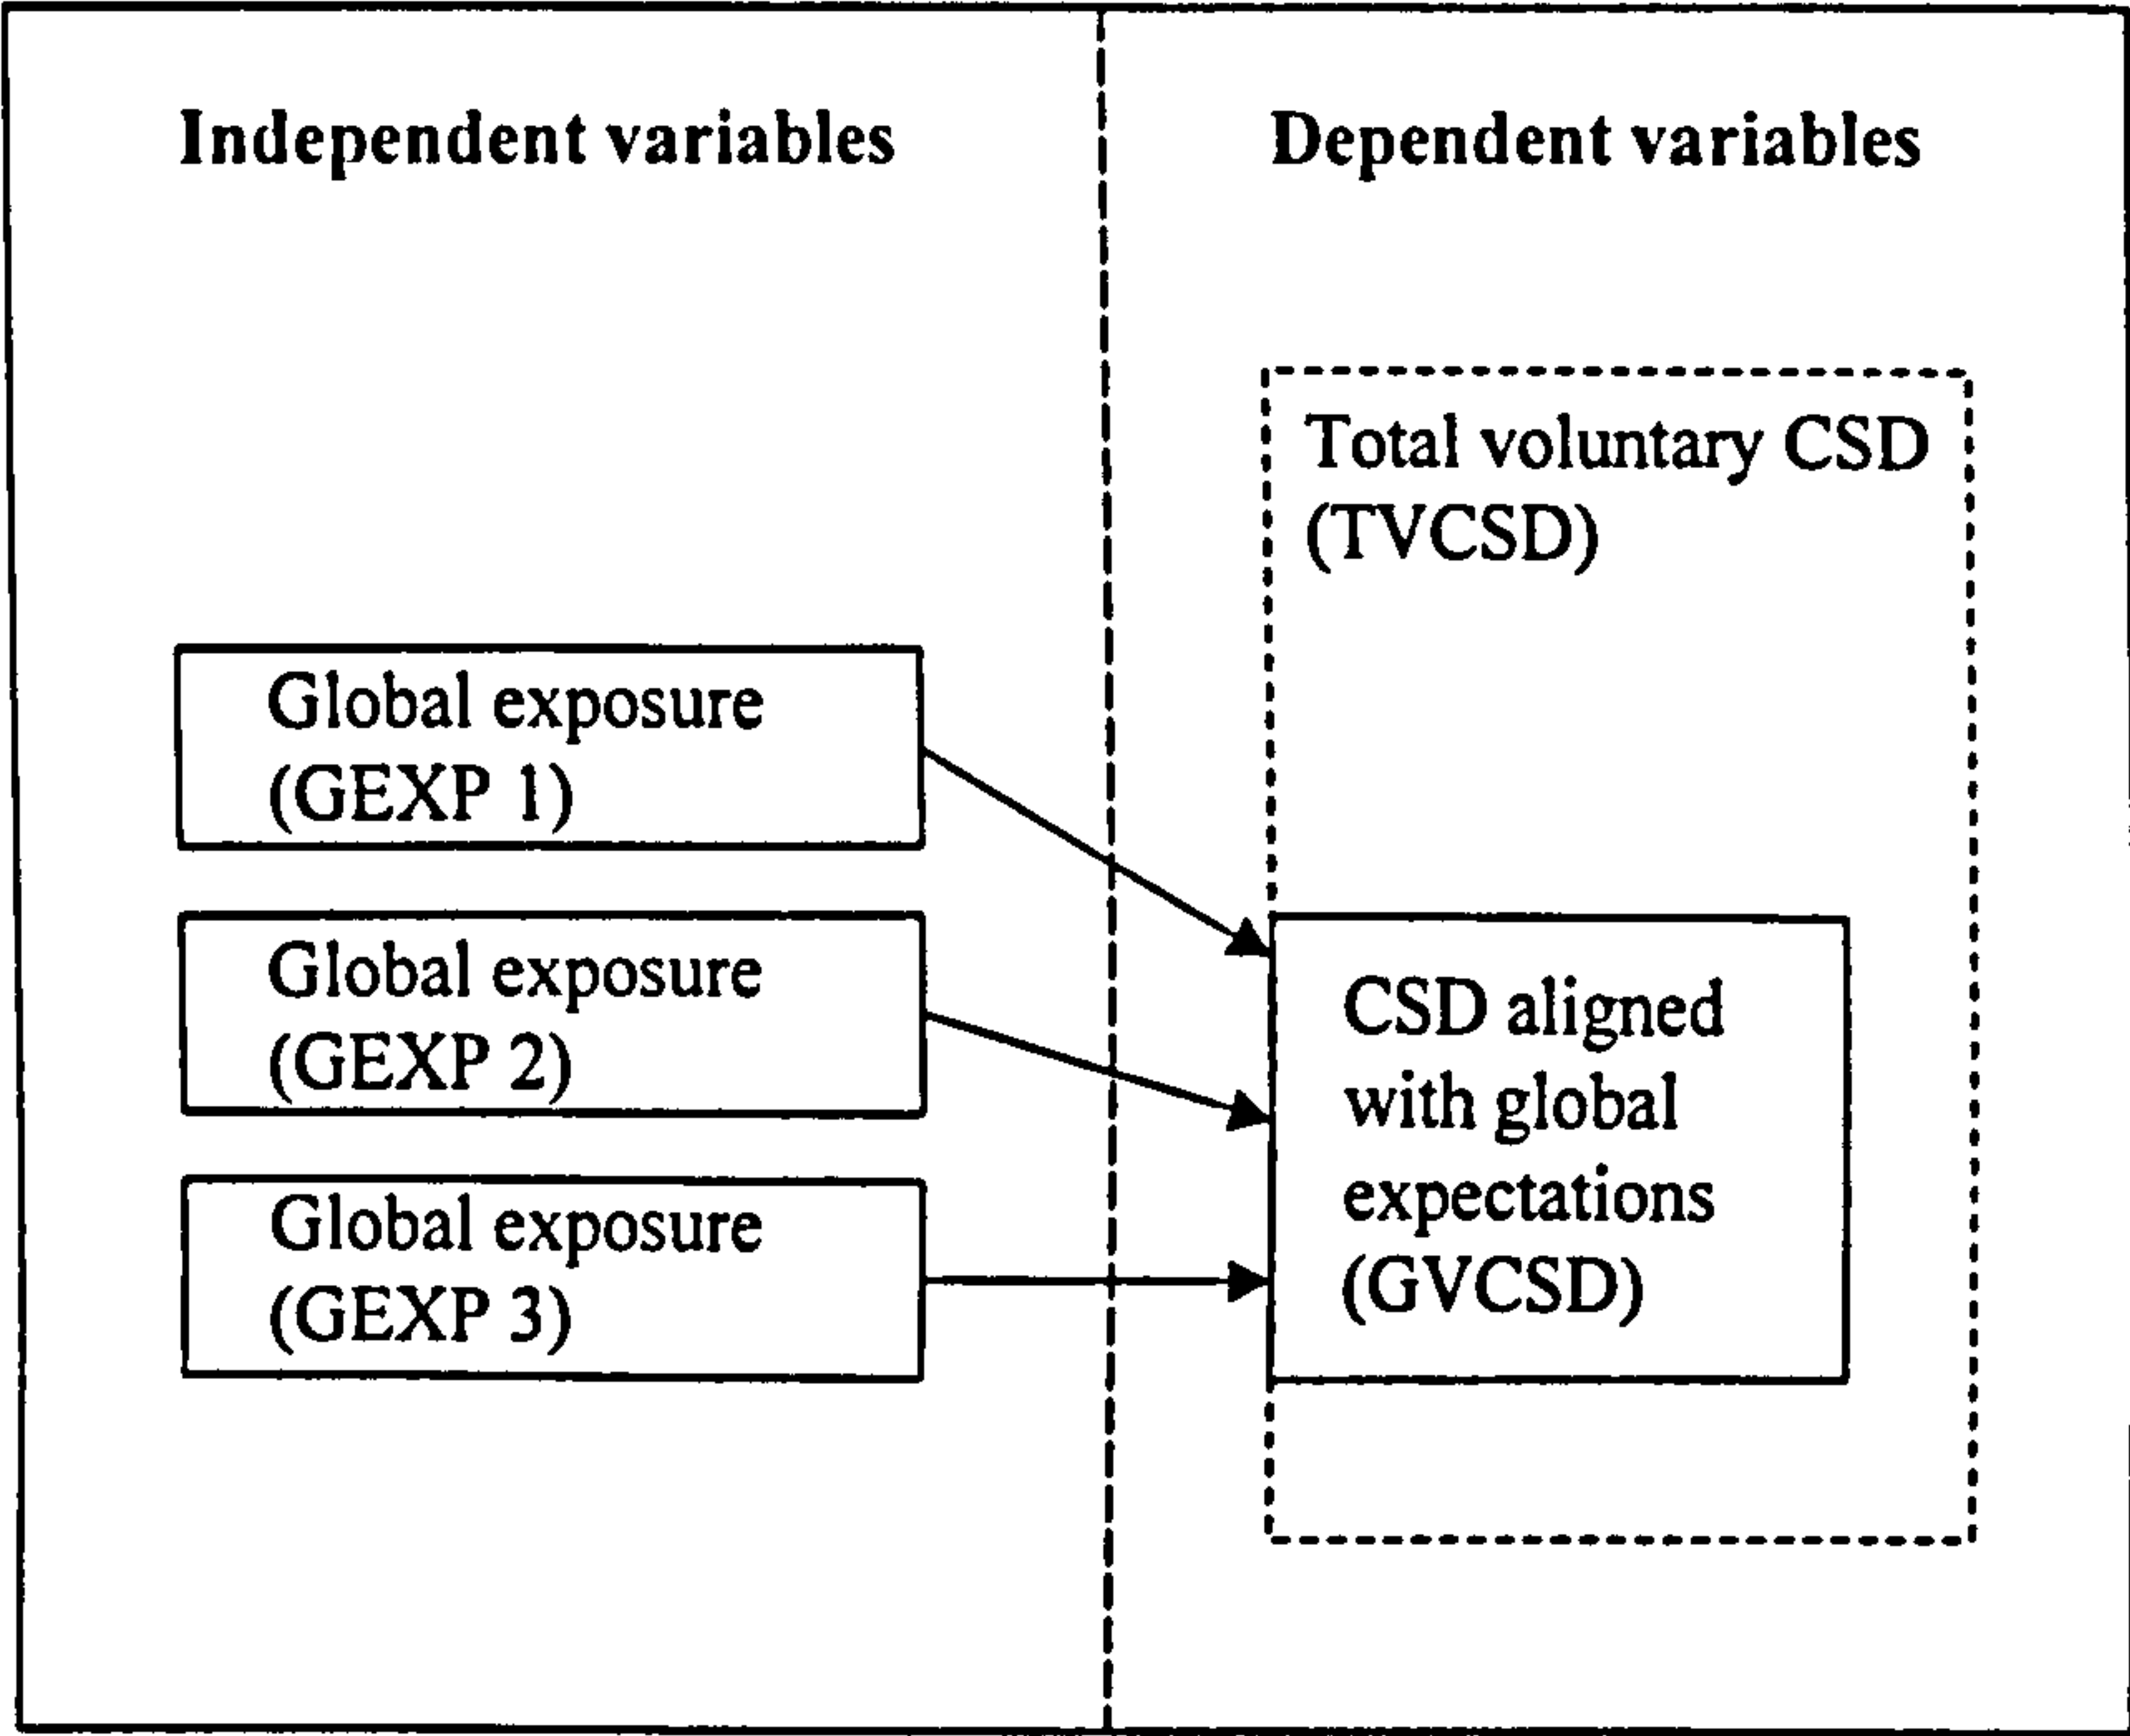 Independent variables
Dependent variables
Total voluntary CSD
(TVCSD)
Global exposure
(GEXP 1)
Global exposure
(GEXP 2)
Global exposure
(GEXP 3)
CSD aligned
with global
expectations
(GVCSD)